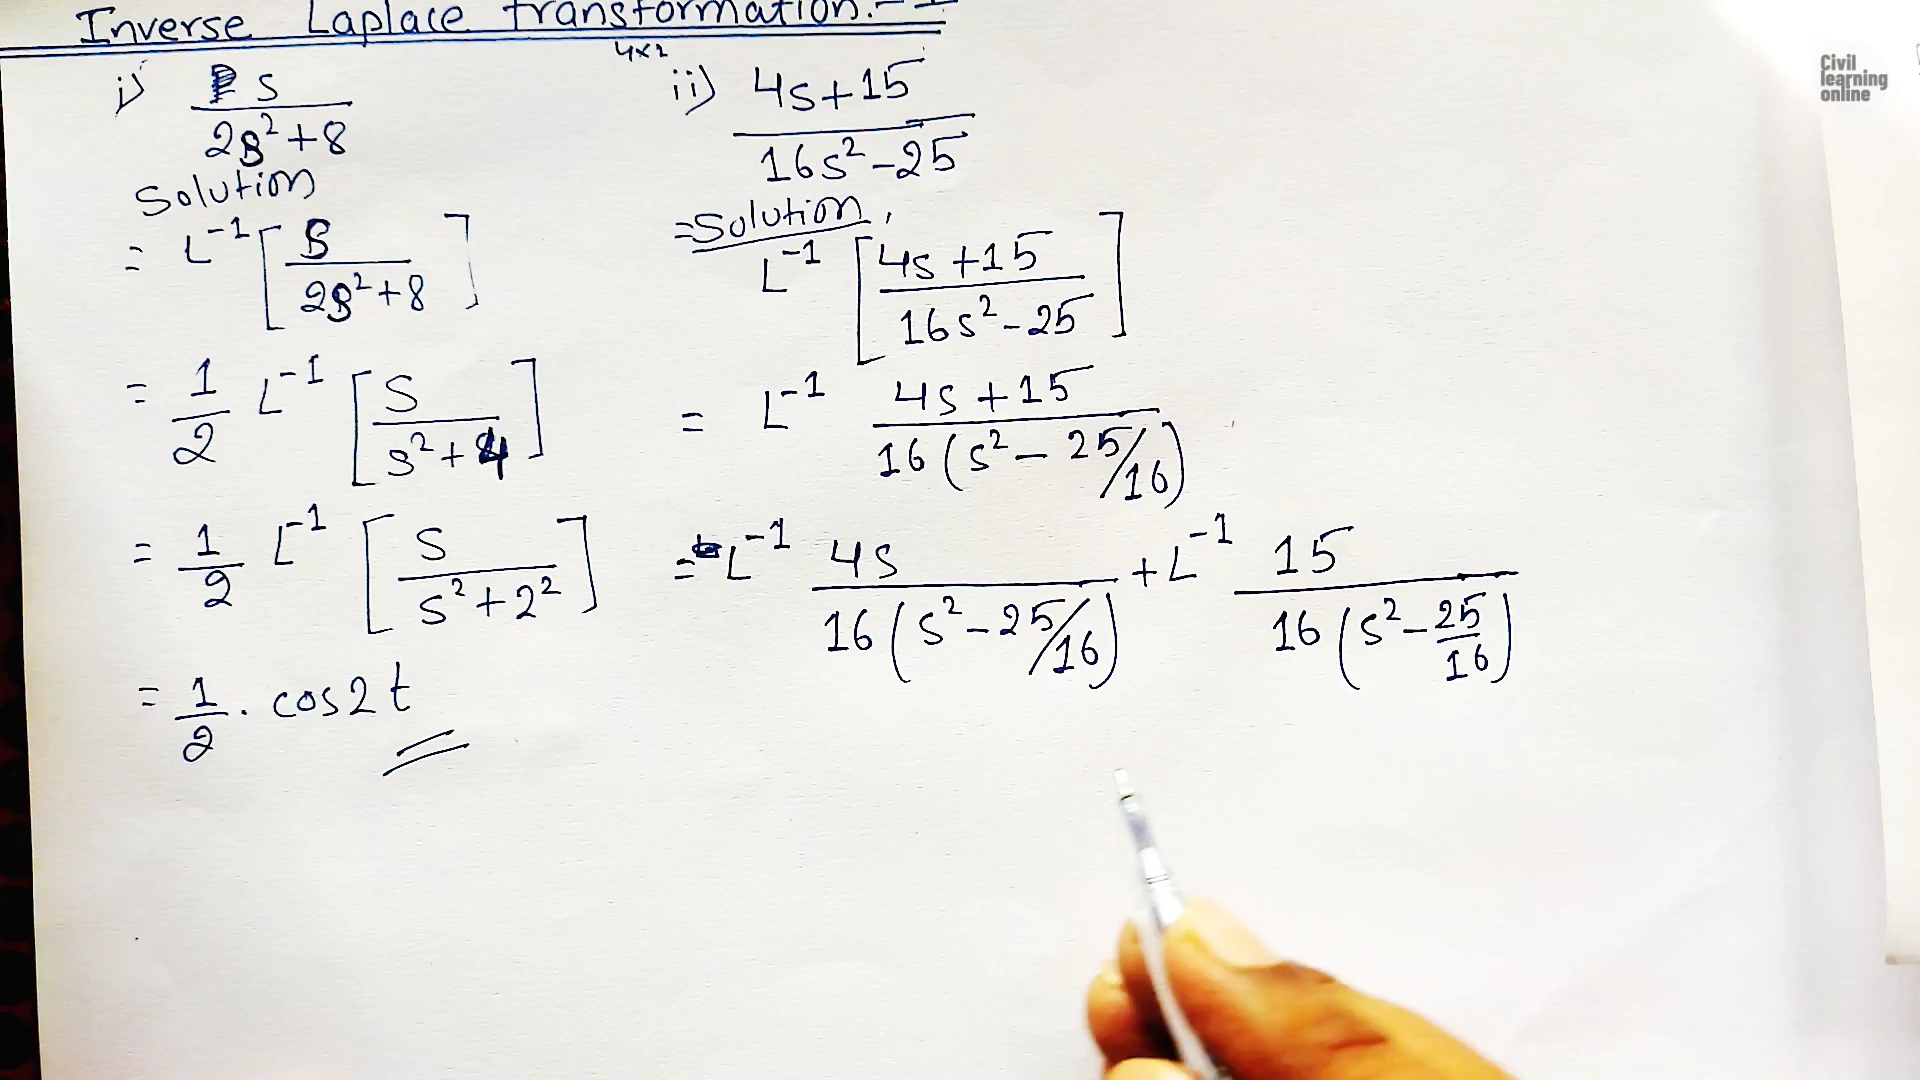 Inverse Laplace transformation:- I
i) s
2s²+8
Solution
= L⁻¹ [ s
2s²+8 ]
= 1/2 L⁻¹ [ s
s²+4 ]
= 1/2 L⁻¹ [ s
s²+2² ]
= 1/2 . cos2t
4x2
ii) 4s+15
16s²-25
=Solution,
L⁻¹ [ 4s+15
16s²-25 ]
= L⁻¹ 4s+15
16(s²-25/16)
= L⁻¹ 4s + L⁻¹ 15
16(s²-25/16) 16(s²-25/16)
Civil
learning
online